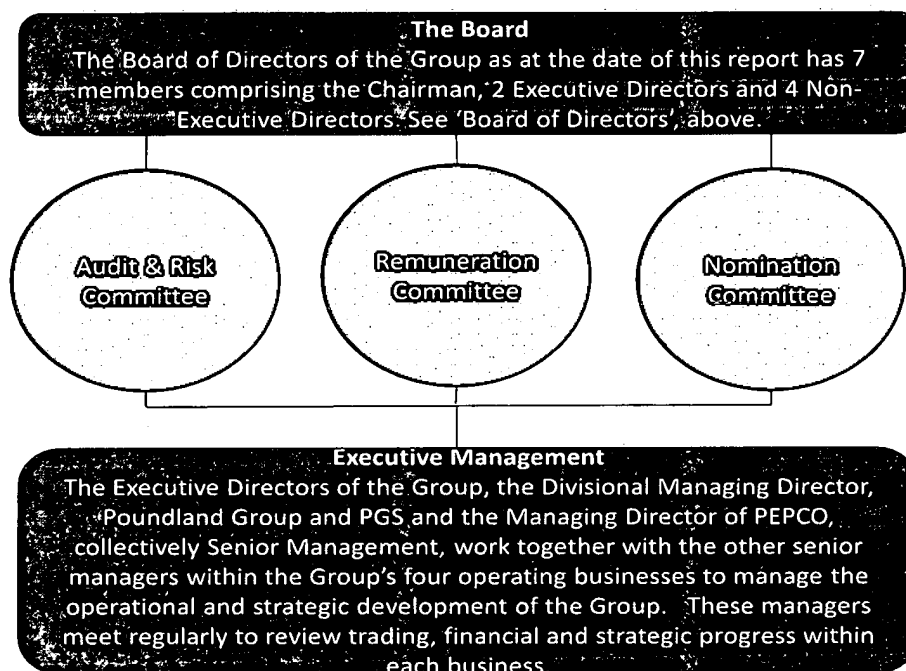 The Board
The Board of Directors of the Group as at the date of this report has 7
members comprising the Chairman, 2 Executive Directors and 4 Non-
Executive Directors. See ‘Board of Directors’, above.
Audit & Risk
Committee
Remuneration
Committee
Nomination
Committee
Executive Management
The Executive Directors of the Group, the Divisional Managing Director,
Poundland Group and PGS and the Managing Director of PEPCO,
collectively Senior Management, work together with the other senior
managers within the Group’s four operating businesses to manage the
operational and strategic development of the Group. These managers
meet regularly to review trading, financial and strategic progress within
each business